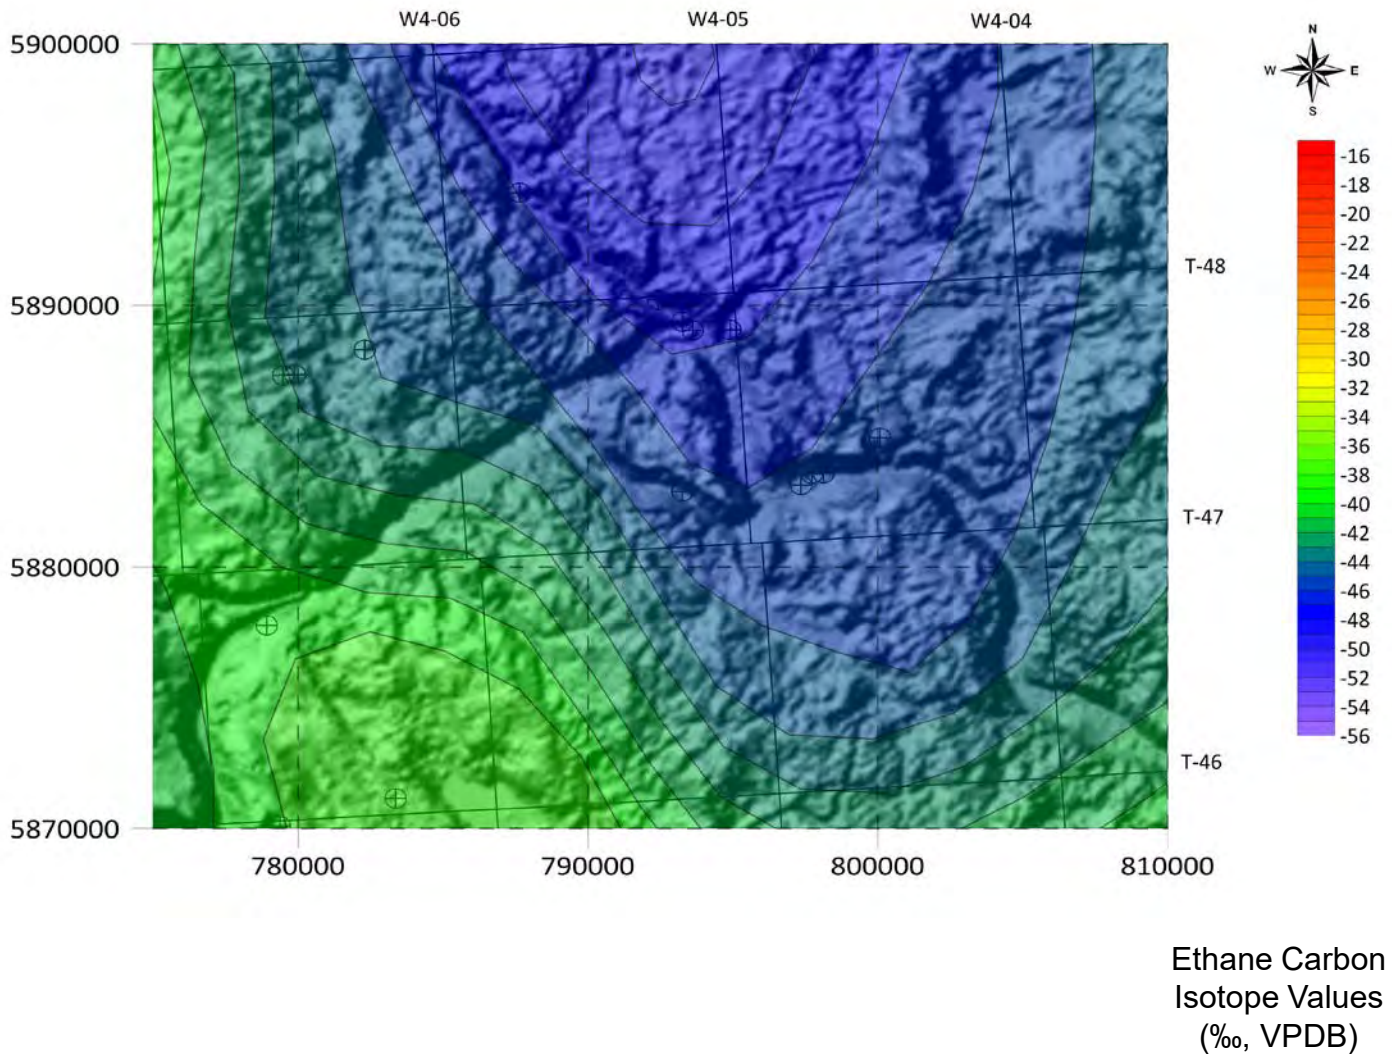 W4-06 W4-05 W4-04
5900000
N
W E
S
-16
-18
-20
-22
T-48
-24
5890000
-26
-28
-30
-32
-34
-36
-38
-40
T-47
-42
5880000
-44
-46
-48
-50
-52
-54
-56
T-46
5870000
780000 790000 800000 810000
Ethane Carbon
Isotope Values
(‰, VPDB)